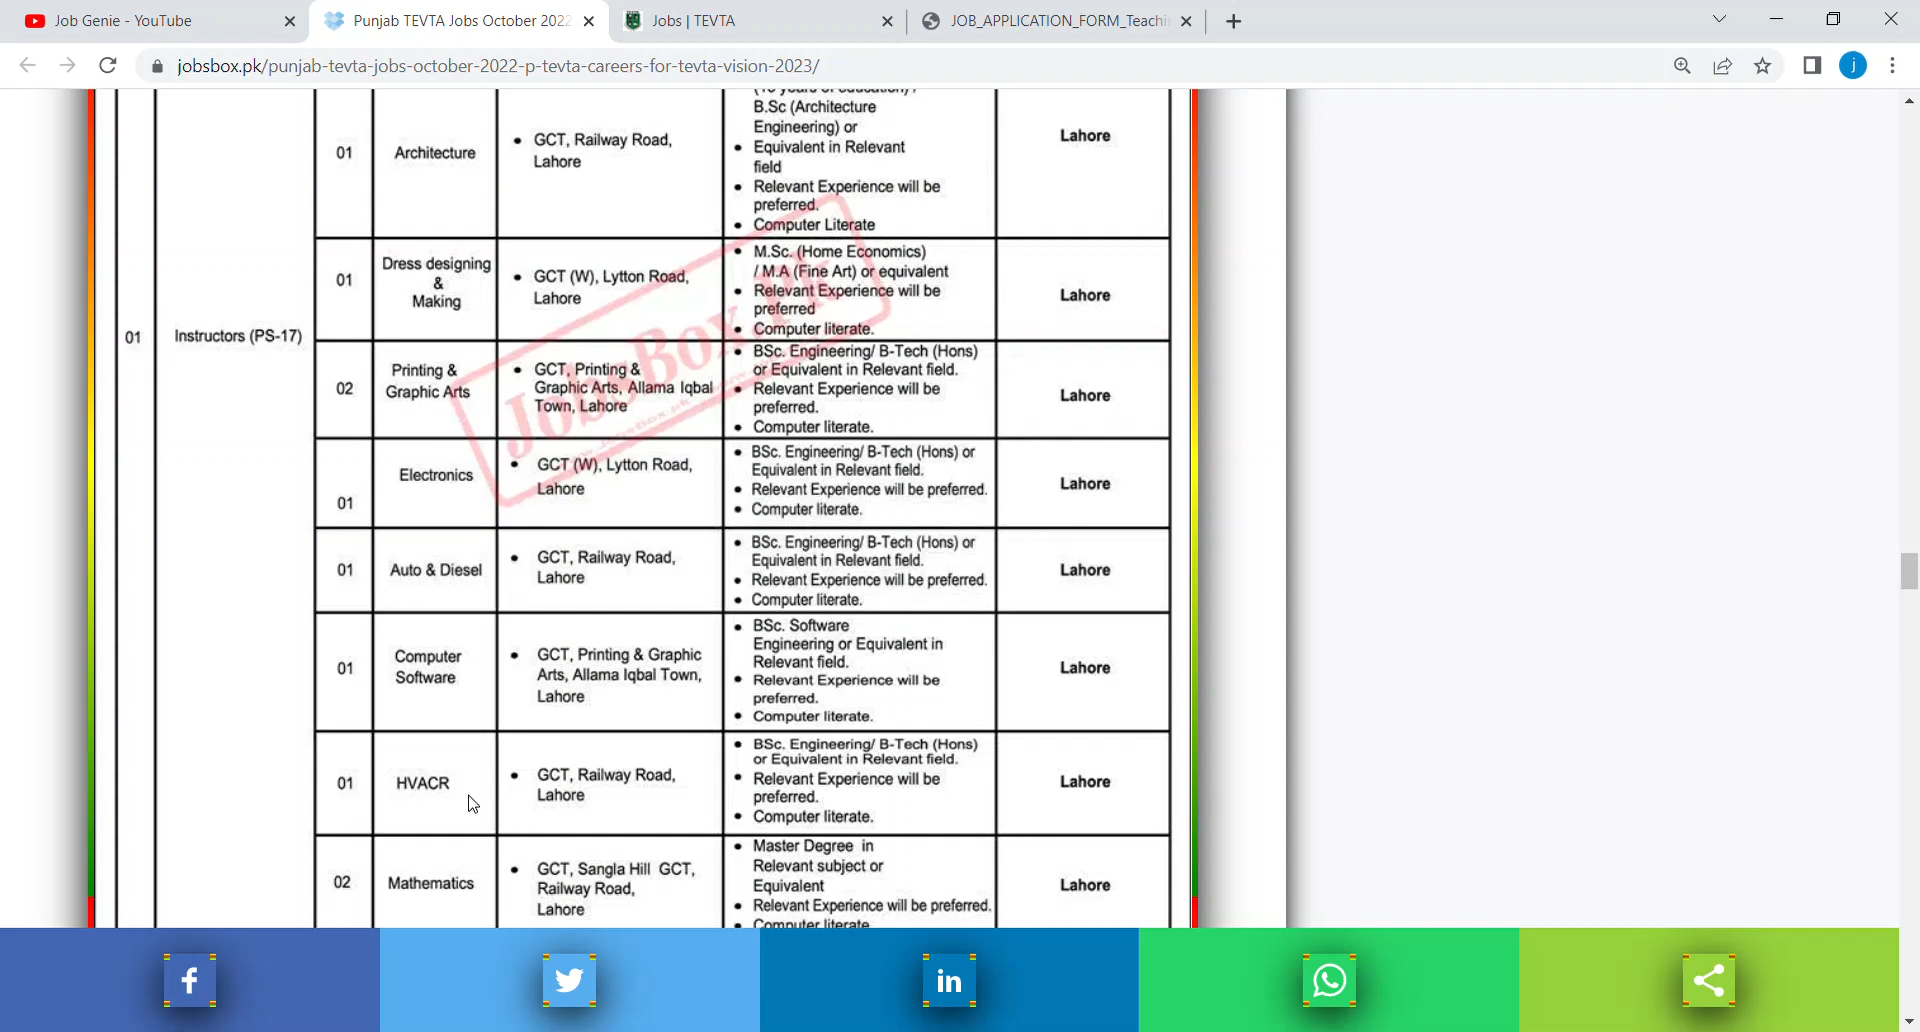 Job Genie - YouTube
Punjab TEVTA Jobs October 2022
Jobs | TEVTA
JOB_APPLICATION_FORM_Teachi
jobsbox.pk/punjab-tevta-jobs-october-2022-p-tevta-careers-for-tevta-vision-2023/
j
01
Instructors (PS-17)
01
Architecture
• GCT, Railway Road,
Lahore
B.Sc (Architecture
Engineering) or
• Equivalent in Relevant
field
• Relevant Experience will be
preferred.
• Computer Literate
Lahore
01
Dress designing
&
Making
• GCT (W), Lytton Road,
Lahore
• M.Sc. (Home Economics)
/ M.A (Fine Art) or equivalent
• Relevant Experience will be
preferred
• Computer literate.
Lahore
02
Printing &
Graphic Arts
• GCT, Printing &
Graphic Arts, Allama Iqbal
Town, Lahore
• BSc. Engineering/ B-Tech (Hons)
or Equivalent in Relevant field.
• Relevant Experience will be
preferred.
• Computer literate.
Lahore
JobsBox.Pk
01
Electronics
• GCT (W), Lytton Road,
Lahore
• BSc. Engineering/ B-Tech (Hons) or
Equivalent in Relevant field.
• Relevant Experience will be preferred.
• Computer literate.
Lahore
01
Auto & Diesel
• GCT, Railway Road,
Lahore
• BSc. Engineering/ B-Tech (Hons) or
Equivalent in Relevant field.
• Relevant Experience will be preferred.
• Computer literate.
Lahore
01
Computer
Software
• GCT, Printing & Graphic
Arts, Allama Iqbal Town,
Lahore
• BSc. Software
Engineering or Equivalent in
Relevant field.
• Relevant Experience will be
preferred.
• Computer literate.
Lahore
01
HVACR
• GCT, Railway Road,
Lahore
• BSc. Engineering/ B-Tech (Hons)
or Equivalent in Relevant field.
• Relevant Experience will be
preferred.
• Computer literate.
Lahore
02
Mathematics
• GCT, Sangla Hill GCT,
Railway Road,
Lahore
• Master Degree in
Relevant subject or
Equivalent
• Relevant Experience will be preferred.
• Computer literate
Lahore